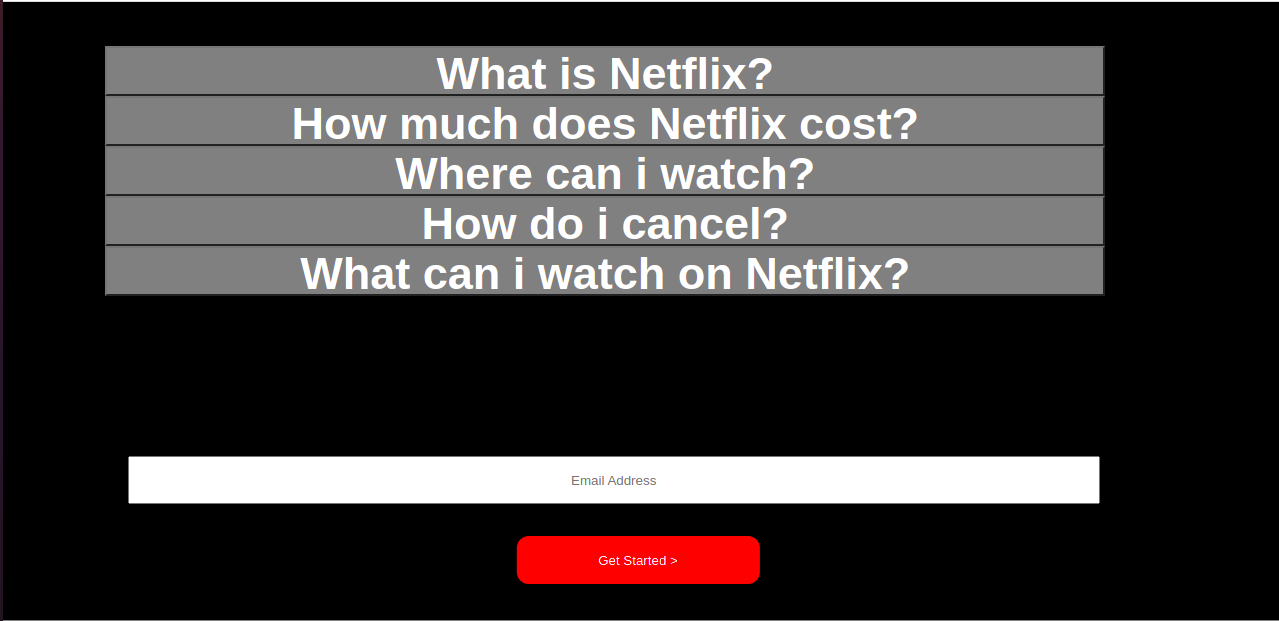 What is Netflix?
How much does Netflix cost?
Where can i watch?
How do i cancel?
What can i watch on Netflix?
Email Address
Get Started >